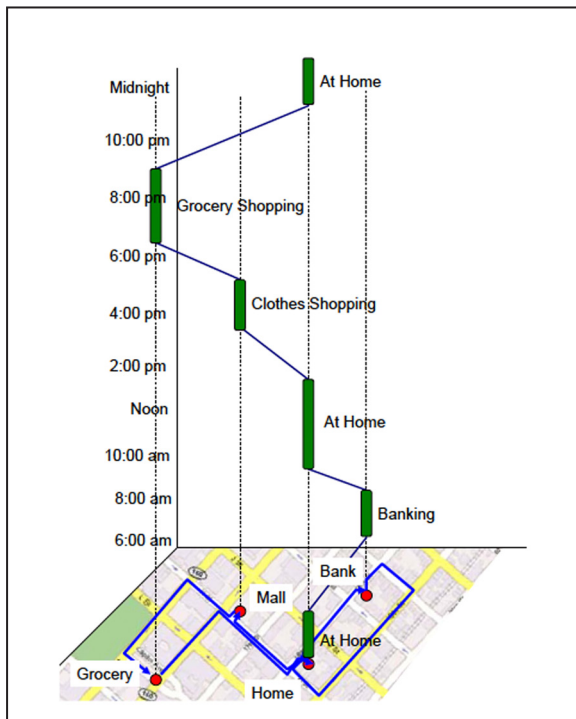 At Home
Midnight
10:00 pm
8:00 pm
Grocery Shopping
6:00 pm
Clothes Shopping
4:00 pm
2:00 pm
Noon
At Home
10:00 am
8:00 am
Banking
6:00 am
Bank
Mall
At Home
Grocery
Home